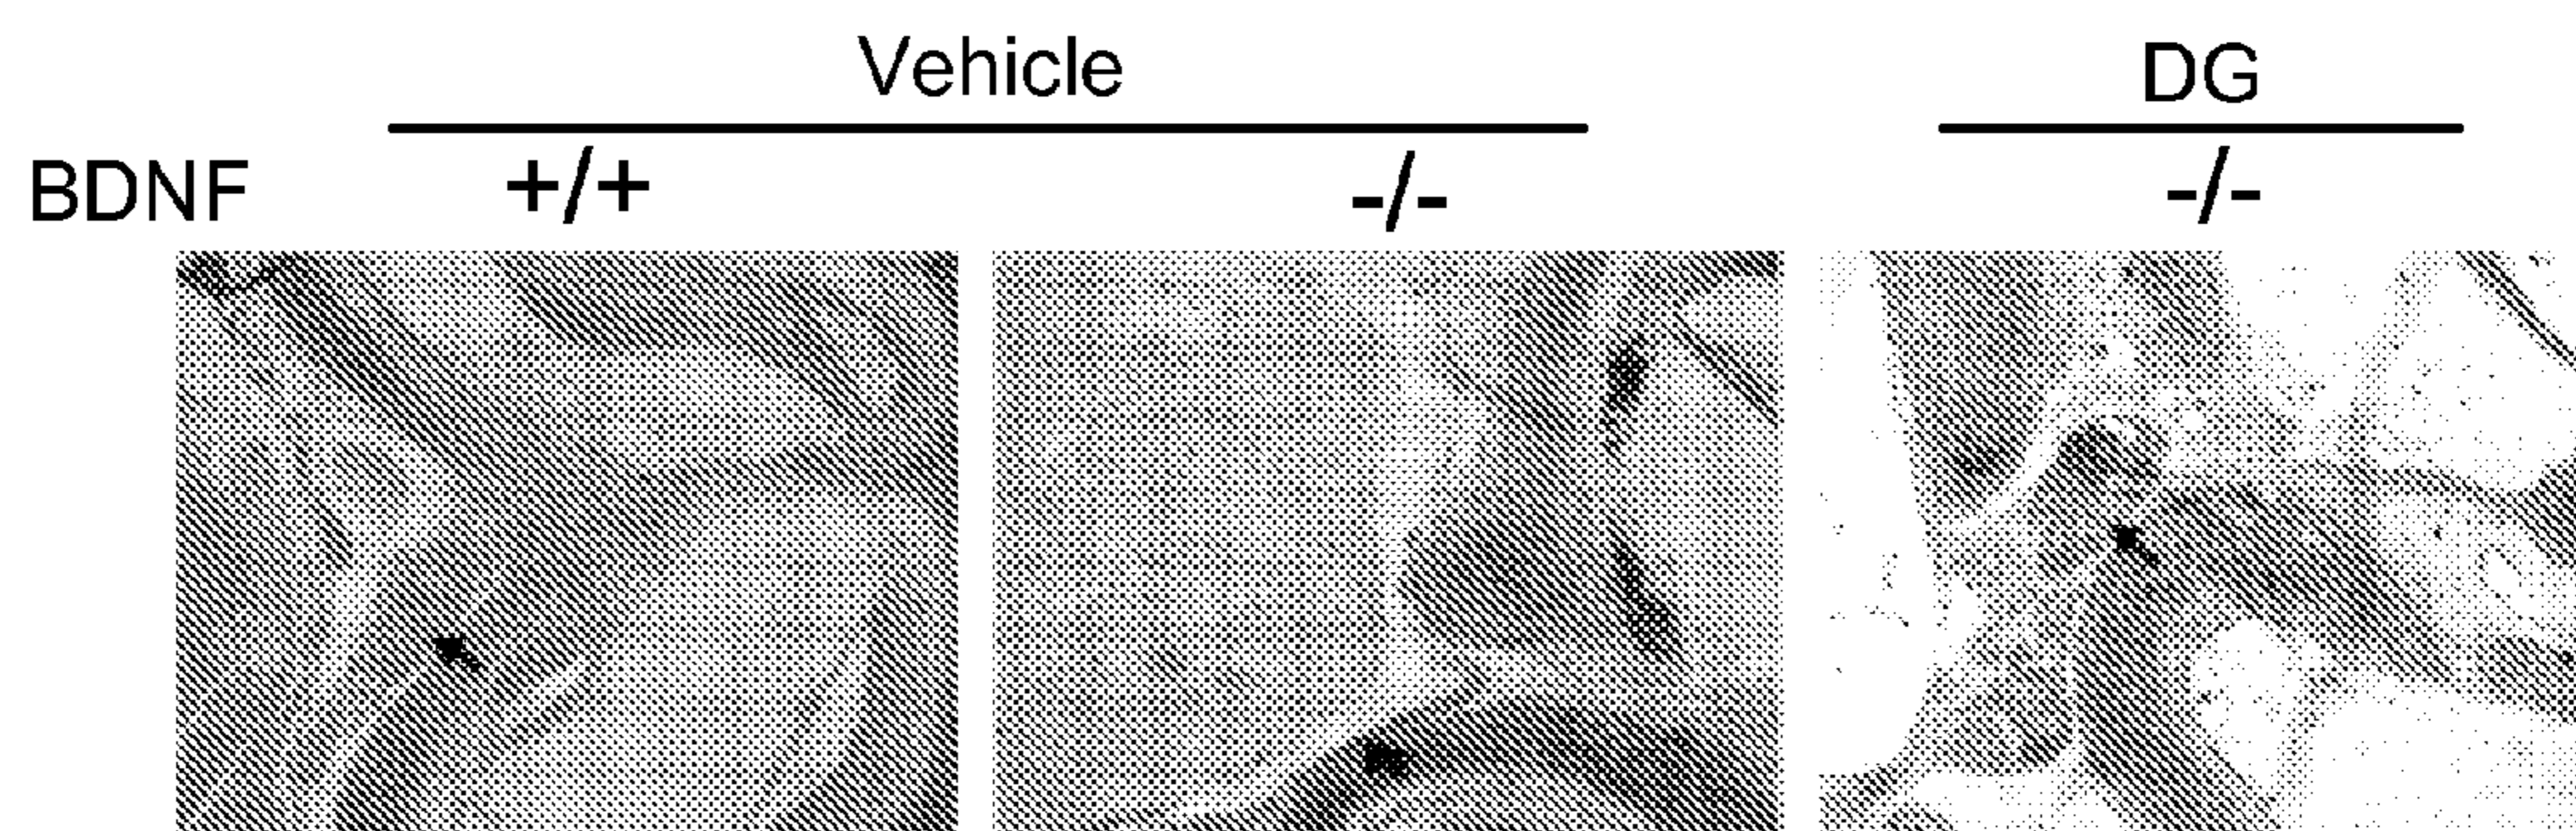 Vehicle DG
BDNF +/+ -/- -/-